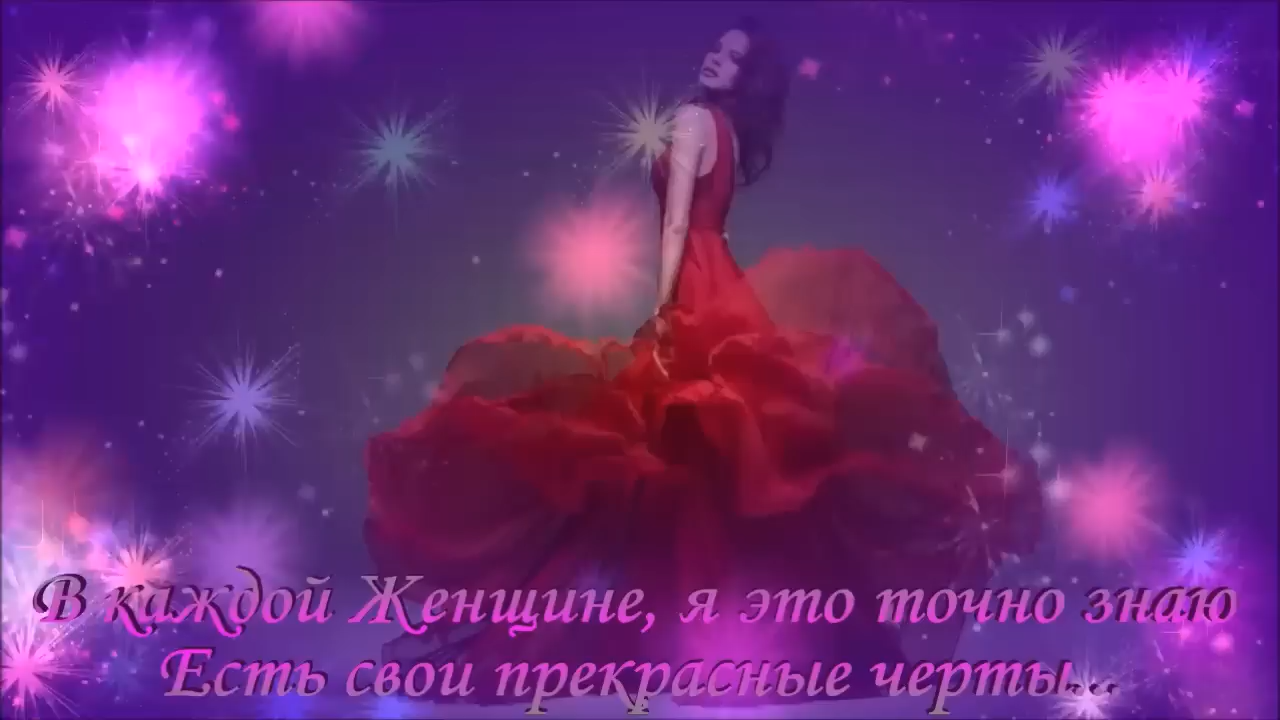 В каждой Женщине, я это точно знаю
Есть свои прекрасные черты...